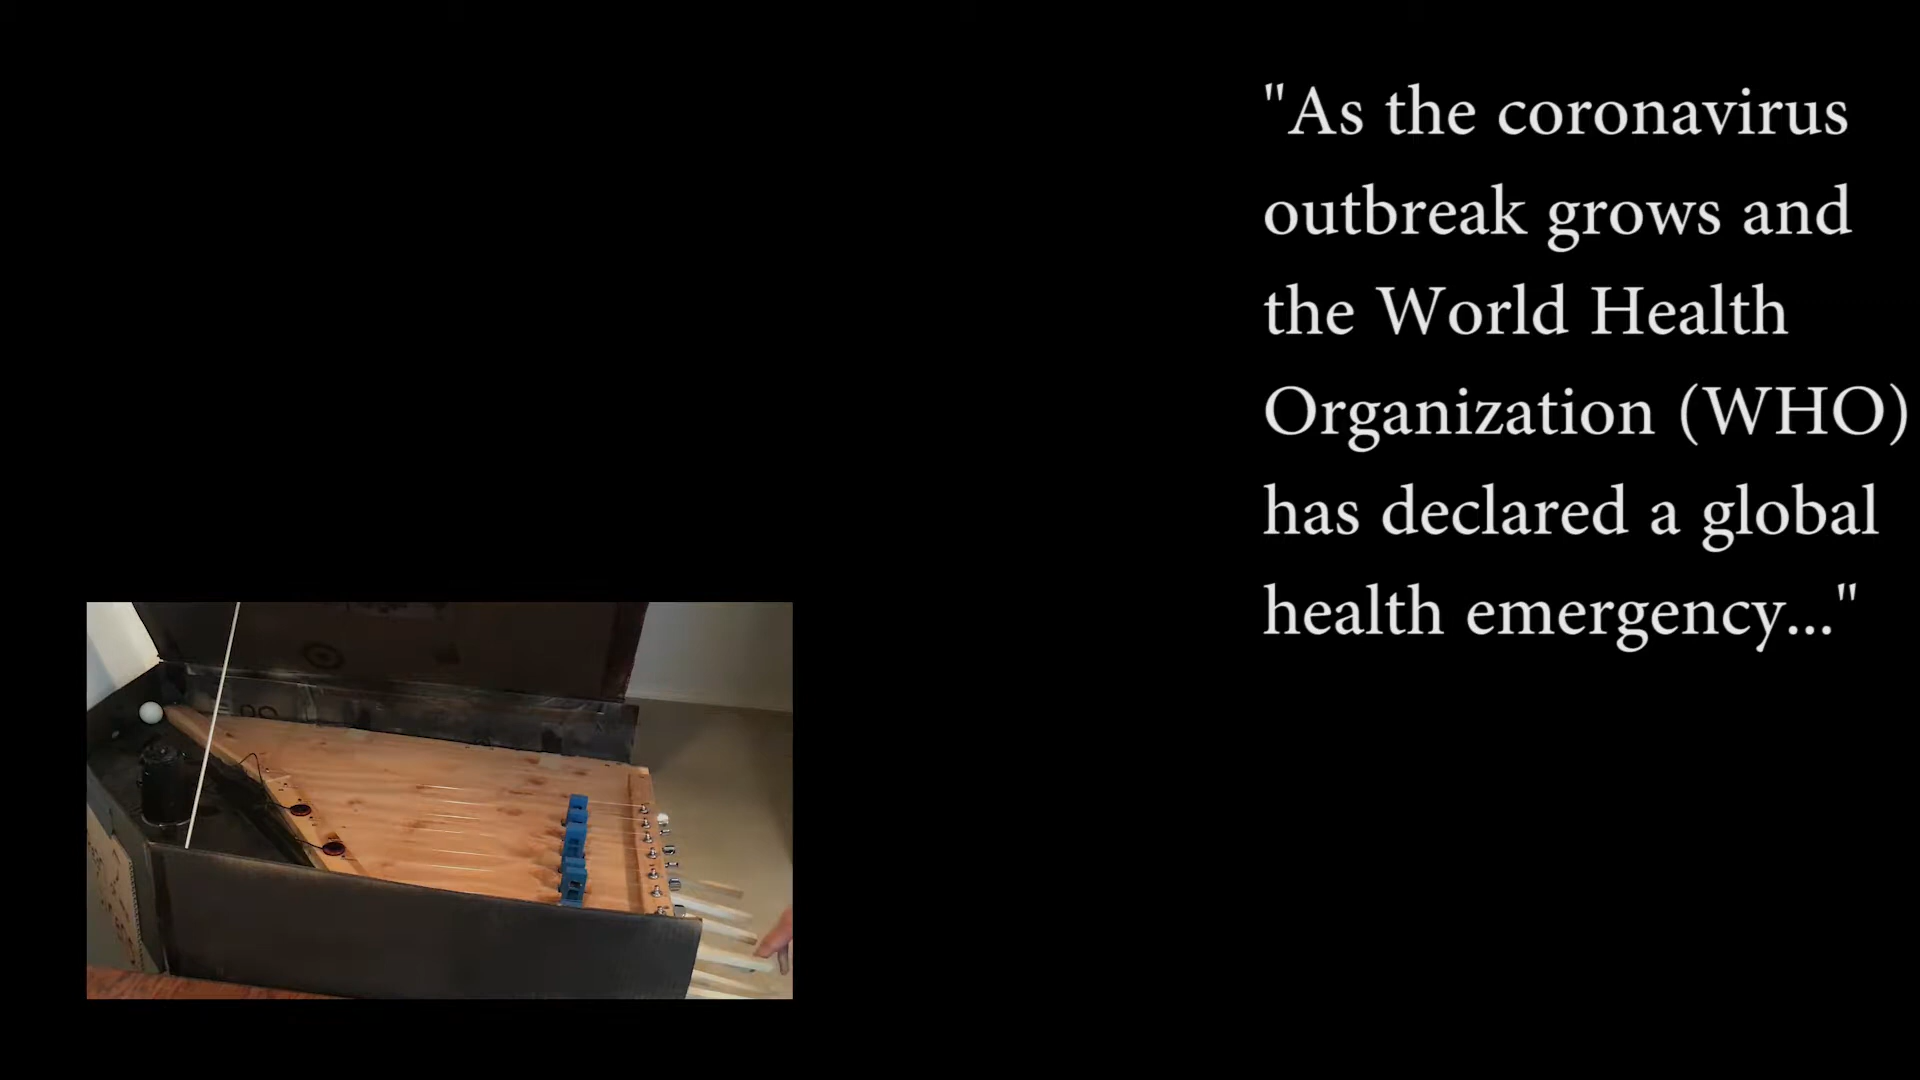 "As the coronavirus
outbreak grows and
the World Health
Organization (WHO)
has declared a global
health emergency..."